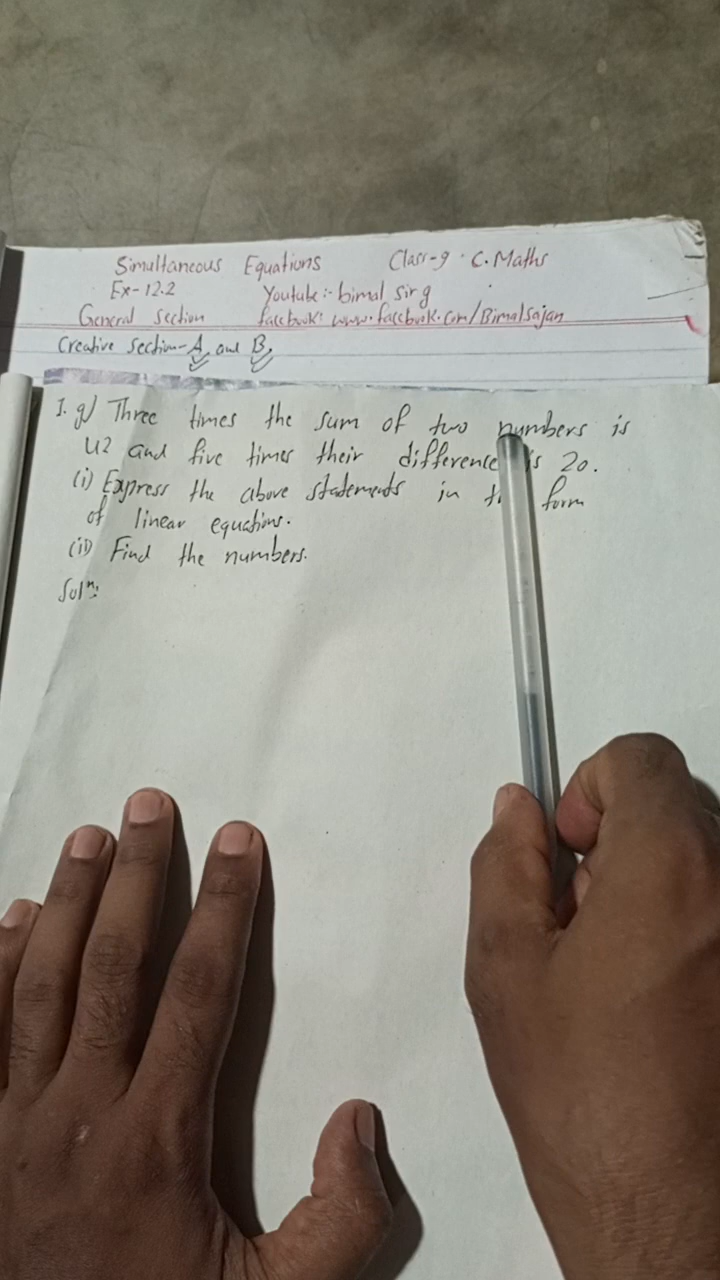 Simultaneous Equations Class-9 C. Maths
Ex-12.2 Youtube:- bimal sir g
General section facebook: www.facebook.com/Bimalsajan
Creative section-A, and B,
1. g) Three times the sum of two numbers is
42 and five times their difference is 20.
(i) Express the above statements in form
of linear equations.
(ii) Find the numbers.
Solⁿ: